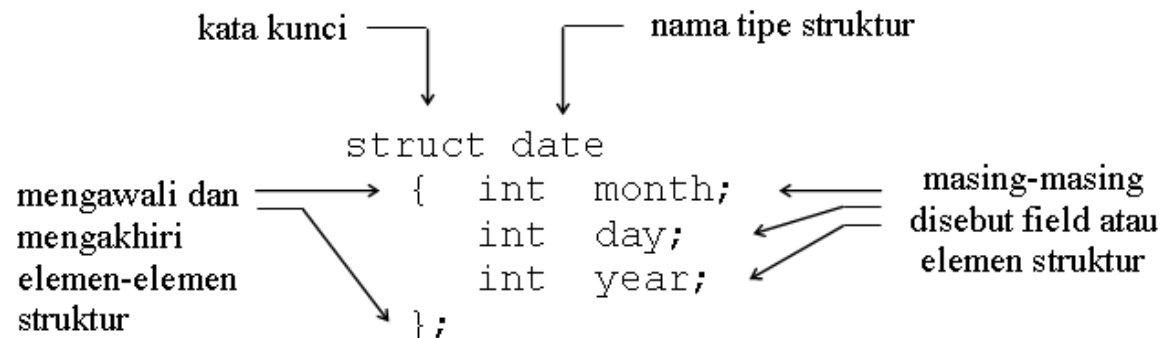 kata kunci
nama tipe struktur
struct date
mengawali dan
mengakhiri
elemen-elemen
struktur
{ int month;
int day;
int year;
};
masing-masing
disebut field atau
elemen struktur